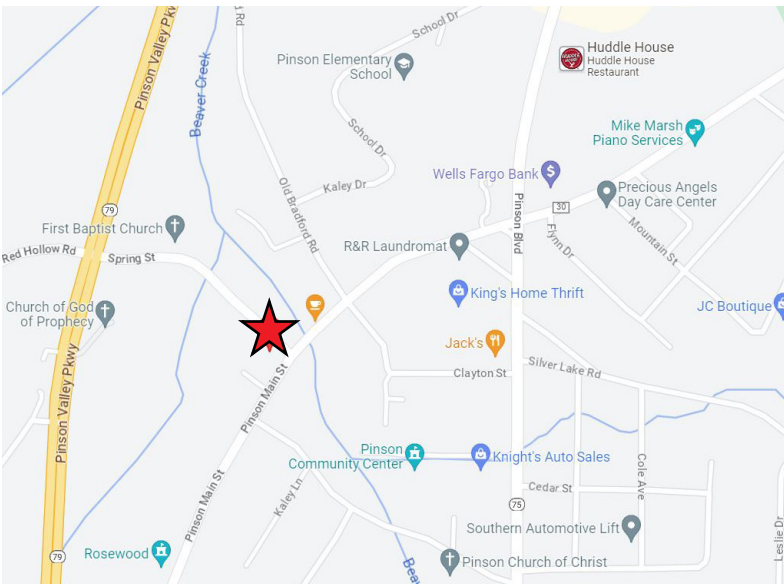 School Dr
Pinson Valley Pkwy
Rd
Huddle House
Huddle House
Restaurant
Pinson Elementary
School
Beaver Creek
Mike Marsh
Piano Services
School Dr
Wells Fargo Bank
Kaley Dr
Precious Angels
Day Care Center
30
79
Old Bradford Rd
Pinson Blvd
First Baptist Church
Flynn Dr
Mountain St
R&R Laundromat
Red Hollow Rd
Spring St
King's Home Thrift
Church of God
of Prophecy
JC Boutique
Jack's
Pinson Main St
Silver Lake Rd
Clayton St
Pinson Valley Pkwy
Pinson
Community Center
Knight's Auto Sales
Cole Ave
Pinson Main St
Kaley Ln
Cedar St
75
Southern Automotive Lift
Leslie Dr
79
Rosewood
Pinson Church of Christ
Bea